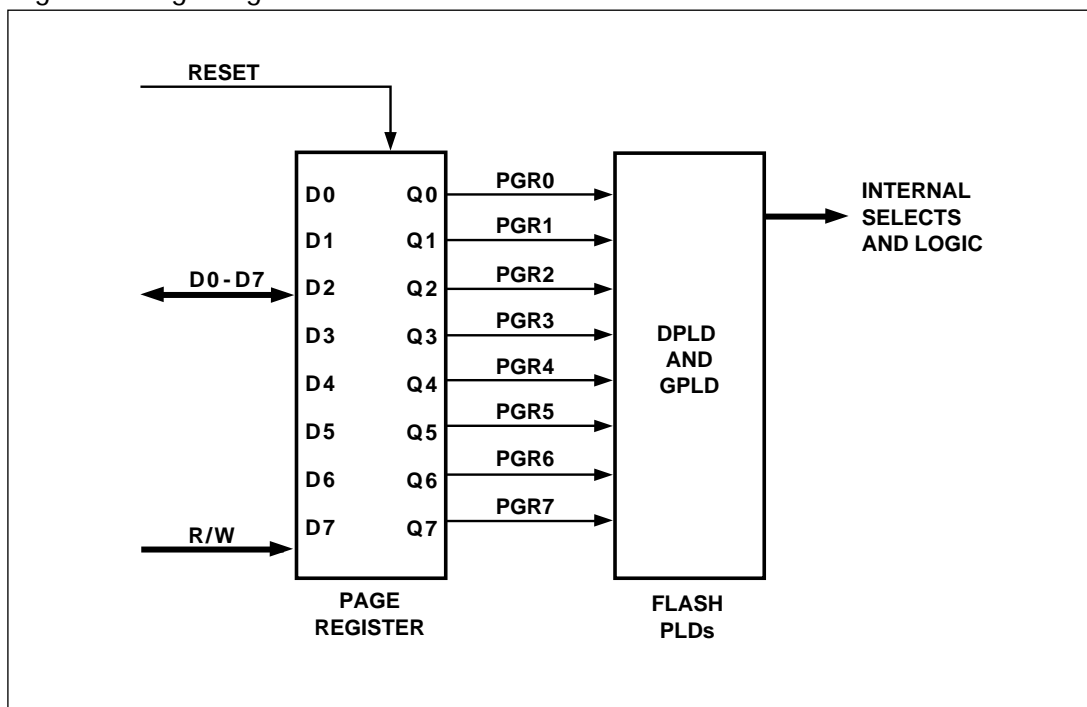 RESET
D0
D1
D2
D3
D4
D5
D6
D7
Q0
Q1
Q2
Q3
Q4
Q5
Q6
Q7
D0-D7
R/W
PGR0
PGR1
PGR2
PGR3
PGR4
PGR5
PGR6
PGR7
PAGE
REGISTER
DPLD
AND
GPLD
FLASH
PLDs
INTERNAL
SELECTS
AND LOGIC